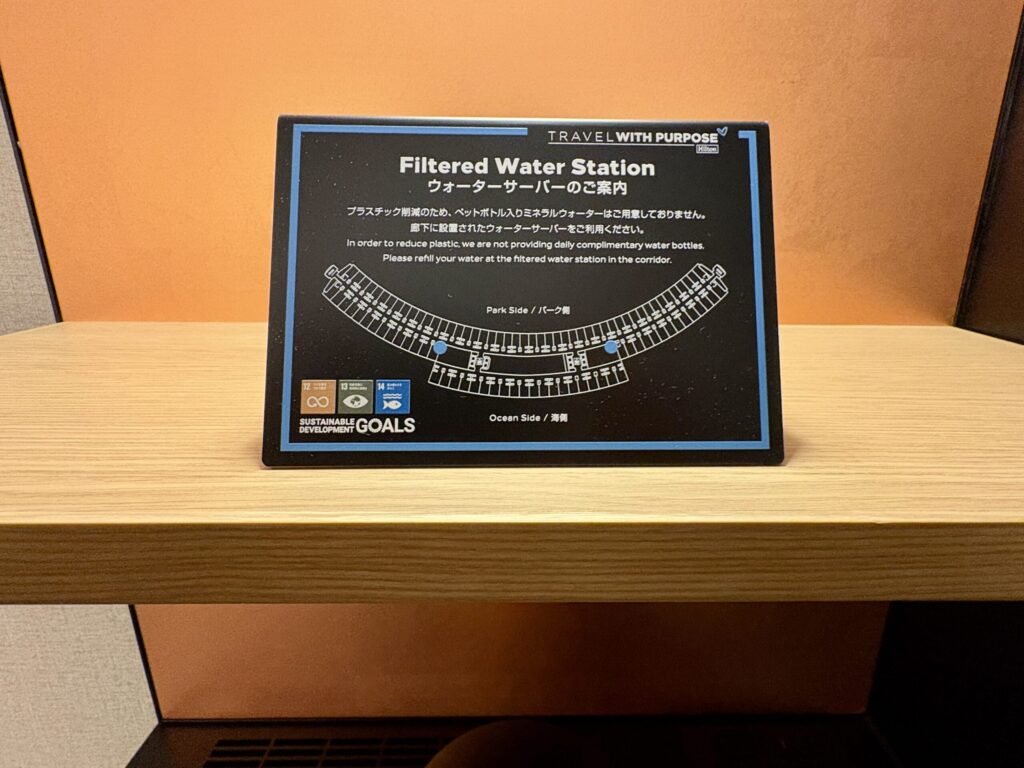 TRAVEL WITH PURPOSE
Hilton
Filtered Water Station
ウォーターサーバーのご案内
プラスチック削減のため、ペットボトル入りミネラルウォーターはご用意しておりません。
廊下に設置されたウォーターサーバーをご利用ください。
In order to reduce plastic, we are not providing daily complimentary water bottles.
Please refill your water at the filtered water station in the corridor.
Park Side / パーク側
12
13
14
SUSTAINABLE
DEVELOPMENT GOALS
Ocean Side / 海側